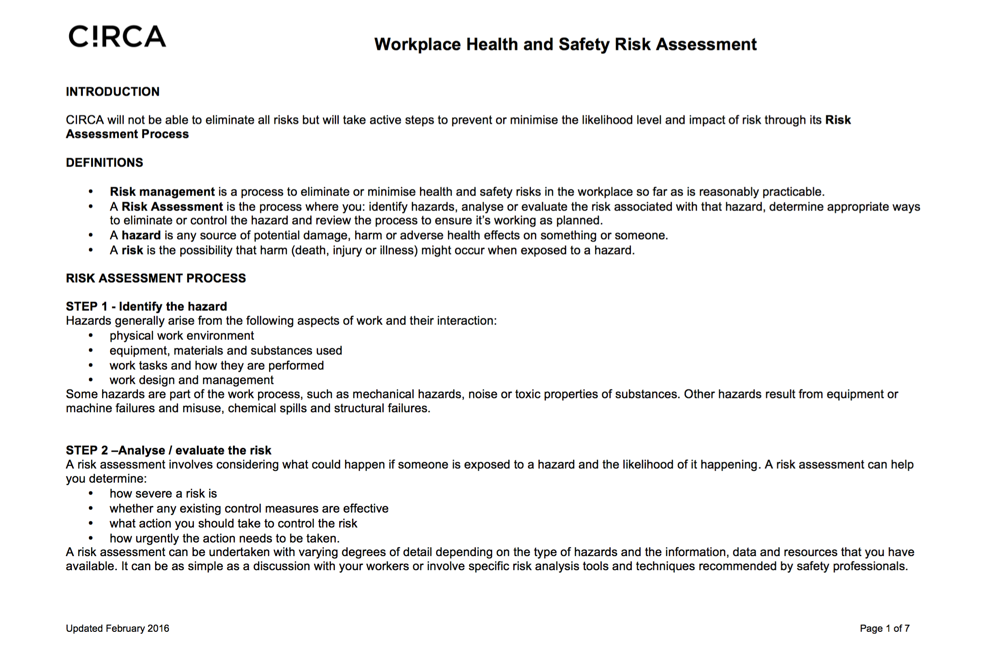 C!RCA
Workplace Health and Safety Risk Assessment
INTRODUCTION
CIRCA will not be able to eliminate all risks but will take active steps to prevent or minimise the likelihood level and impact of risk through its Risk
Assessment Process
DEFINITIONS
• Risk management is a process to eliminate or minimise health and safety risks in the workplace so far as is reasonably practicable.
• A Risk Assessment is the process where you: identify hazards, analyse or evaluate the risk associated with that hazard, determine appropriate ways
to eliminate or control the hazard and review the process to ensure it’s working as planned.
• A hazard is any source of potential damage, harm or adverse health effects on something or someone.
• A risk is the possibility that harm (death, injury or illness) might occur when exposed to a hazard.
RISK ASSESSMENT PROCESS
STEP 1 - Identify the hazard
Hazards generally arise from the following aspects of work and their interaction:
• physical work environment
• equipment, materials and substances used
• work tasks and how they are performed
• work design and management
Some hazards are part of the work process, such as mechanical hazards, noise or toxic properties of substances. Other hazards result from equipment or
machine failures and misuse, chemical spills and structural failures.
STEP 2 –Analyse / evaluate the risk
A risk assessment involves considering what could happen if someone is exposed to a hazard and the likelihood of it happening. A risk assessment can help
you determine:
• how severe a risk is
• whether any existing control measures are effective
• what action you should take to control the risk
• how urgently the action needs to be taken.
A risk assessment can be undertaken with varying degrees of detail depending on the type of hazards and the information, data and resources that you have
available. It can be as simple as a discussion with your workers or involve specific risk analysis tools and techniques recommended by safety professionals.
Updated February 2016
Page 1 of 7